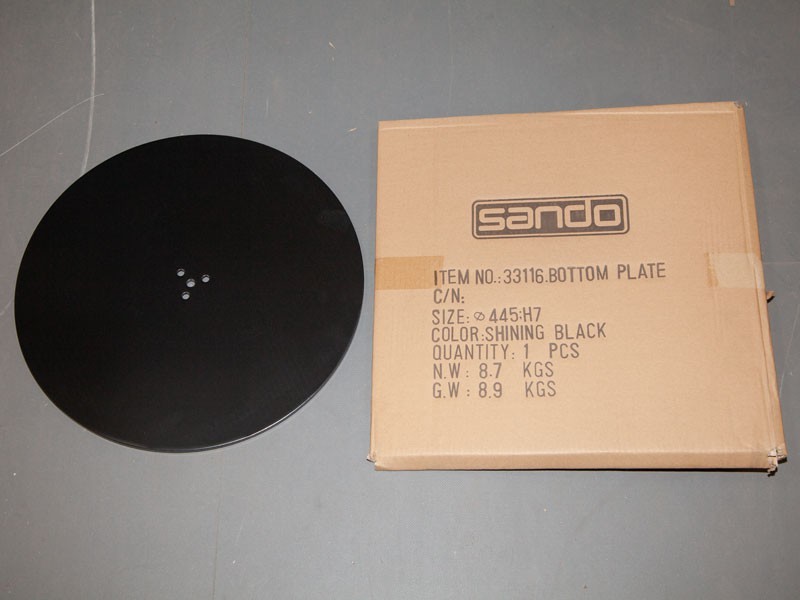 sando
ITEM NO.:33116.BOTTOM PLATE
C/N:
SIZE:⌀445;H7
COLOR:SHINING BLACK
QUANTITY: 1 PCS
N.W : 8.7 KGS
G.W : 8.9 KGS